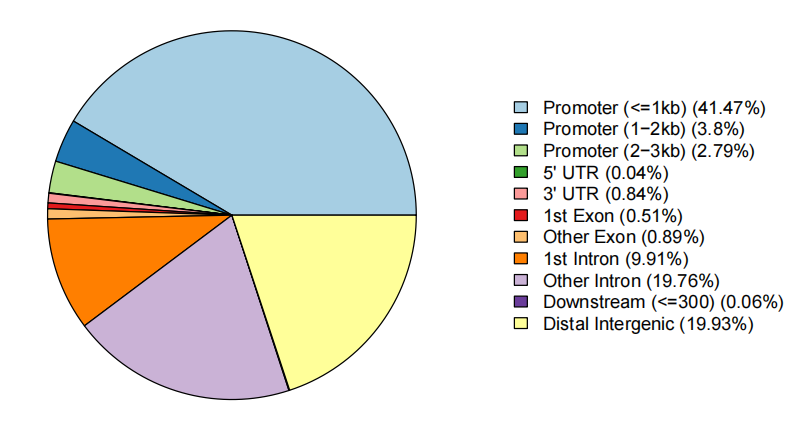 Promoter (<=1kb) (41.47%)
Promoter (1−2kb) (3.8%)
Promoter (2−3kb) (2.79%)
5' UTR (0.04%)
3' UTR (0.84%)
1st Exon (0.51%)
Other Exon (0.89%)
1st Intron (9.91%)
Other Intron (19.76%)
Downstream (<=300) (0.06%)
Distal Intergenic (19.93%)